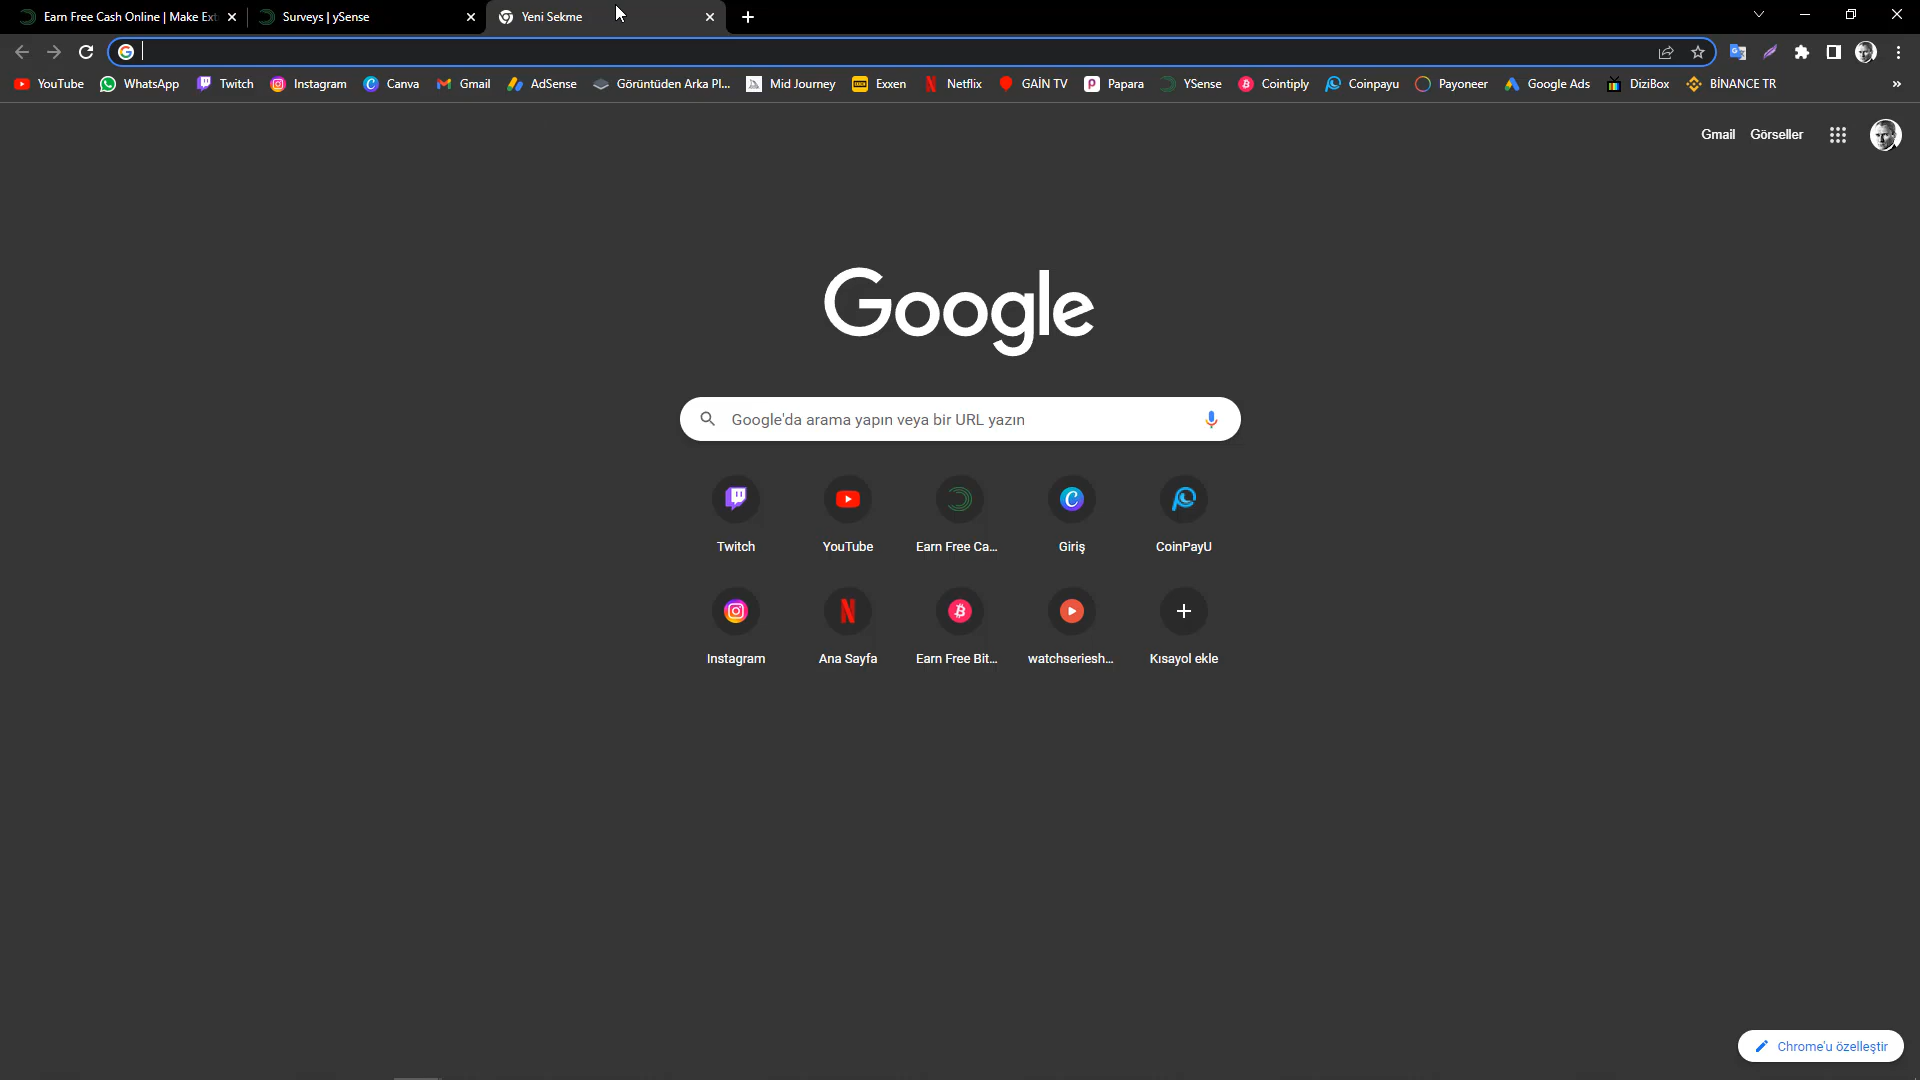 Earn Free Cash Online | Make Ext
Surveys | ySense
Yeni Sekme
YouTube
WhatsApp
Twitch
Instagram
Canva
Gmail
AdSense
Görüntüden Arka Pl...
Mid Journey
Exxen
Netflix
GAİN TV
Papara
YSense
Cointiply
Coinpayu
Payoneer
Google Ads
DiziBox
BİNANCE TR
Gmail
Görseller
Google
Google'da arama yapın veya bir URL yazın
Twitch
YouTube
Earn Free Ca...
Giriş
CoinPayU
Instagram
Ana Sayfa
Earn Free Bit...
watchseriesh...
Kısayol ekle
Chrome'u özelleştir